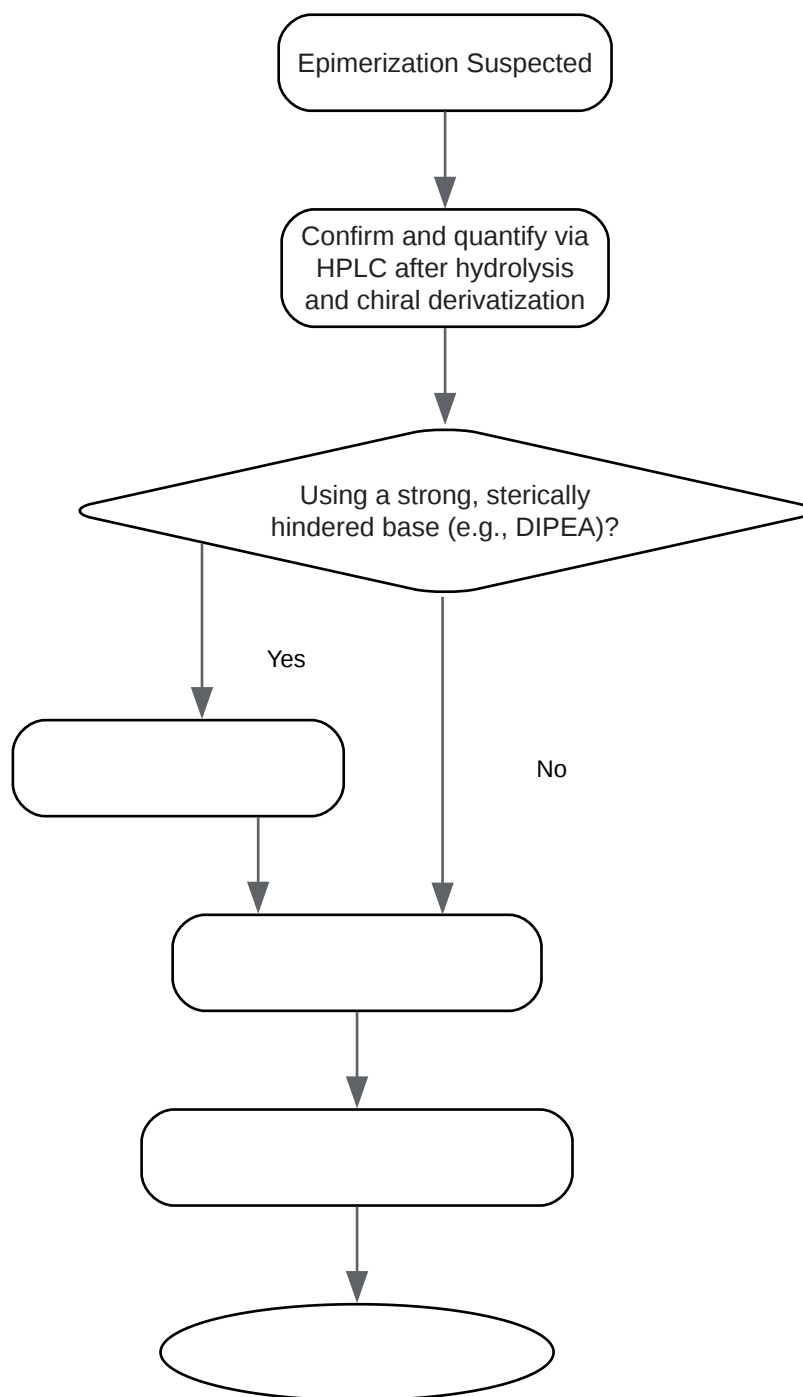 Epimerization Suspected
Confirm and quantify via
HPLC after hydrolysis
and chiral derivatization
Using a strong, sterically
hindered base (e.g., DIPEA)?
Yes
No